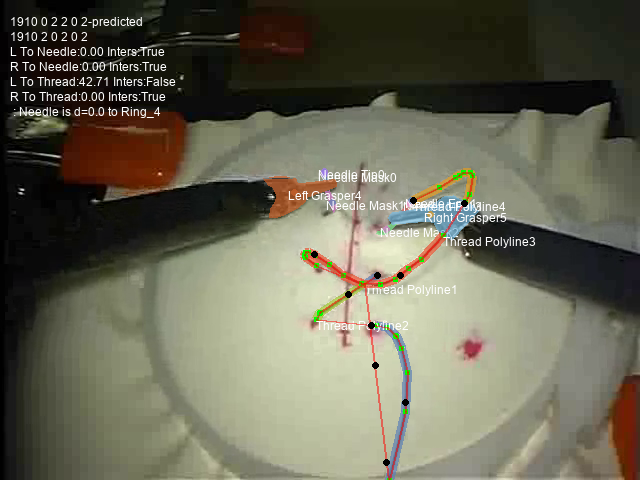 1910 0 2 2 0 2-predicted
1910 2 0 2 0 2
L To Needle:0.00 Inters:True
R To Needle:0.00 Inters:True
L To Thread:42.71 Inters:False
R To Thread:0.00 Inters:True
: Needle is d=0.0 to Ring_4
Left Grasper4
Needle Mask1
Right Grasper5
Thread Polyline3
Thread Polyline1
Thread Polyline2